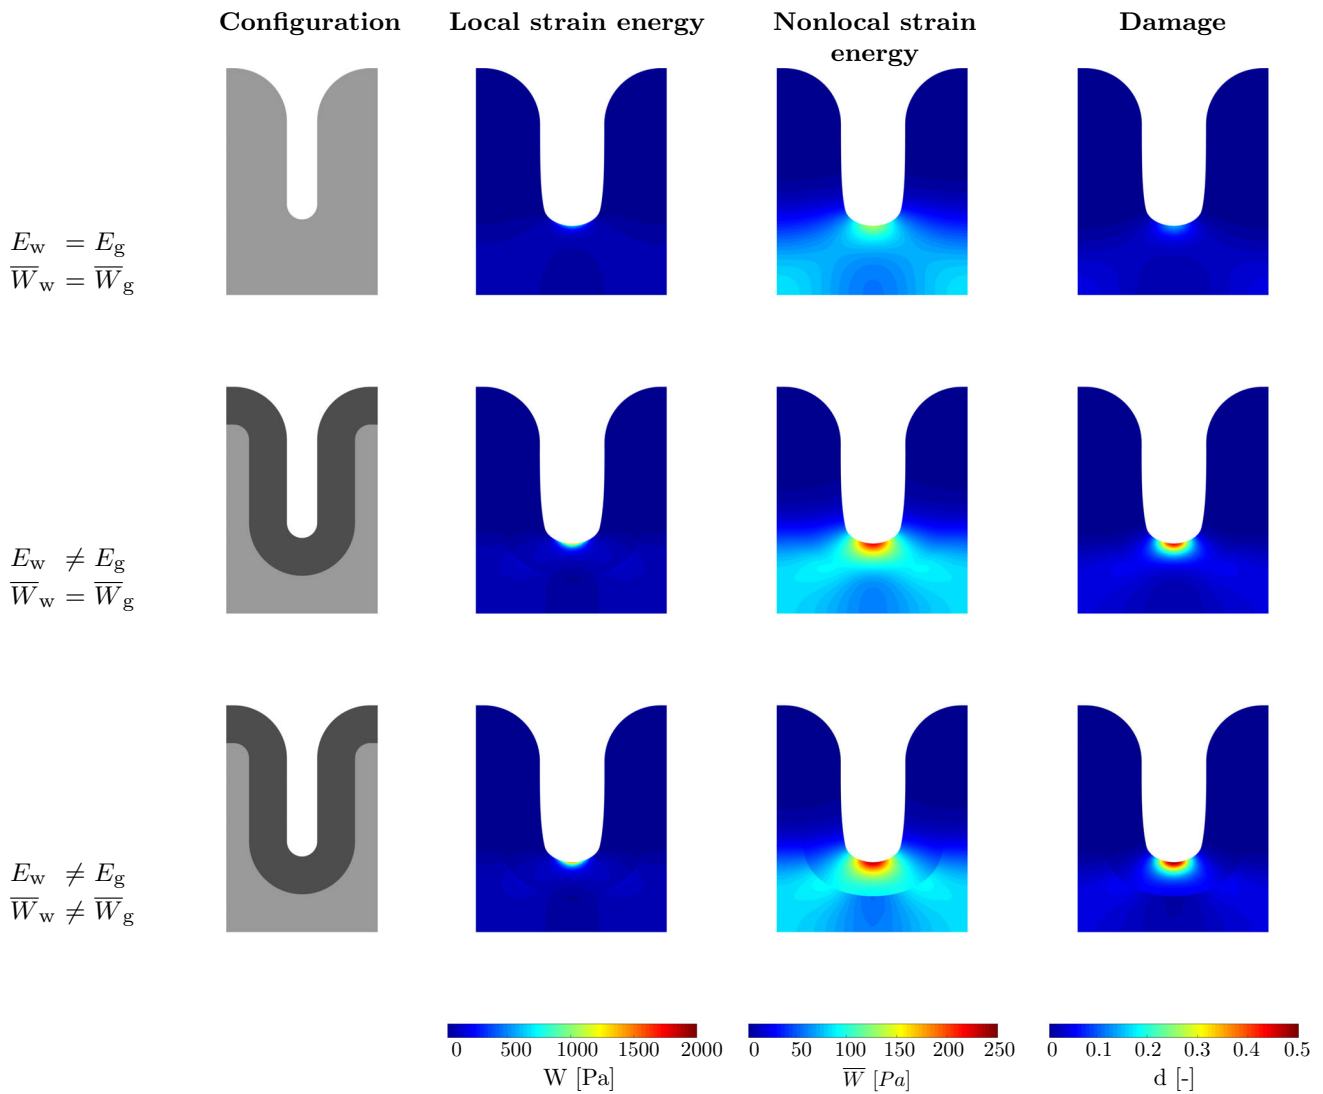 Configuration Local strain energy Nonlocal strain Damage
energy
E_w = E_g
W̅_w = W̅_g
E_w ≠ E_g
W̅_w = W̅_g
E_w ≠ E_g
W̅_w ≠ W̅_g
0 500 1000 1500 2000 0 50 100 150 200 250 0 0.1 0.2 0.3 0.4 0.5
W [Pa] W̅ [Pa] d [-]